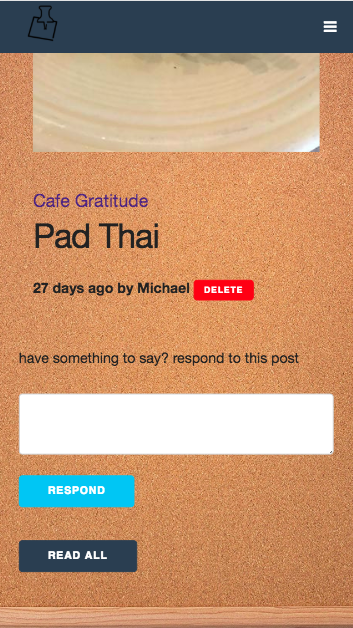 Cafe Gratitude
Pad Thai
27 days ago by Michael DELETE
have something to say? respond to this post
RESPOND
READ ALL